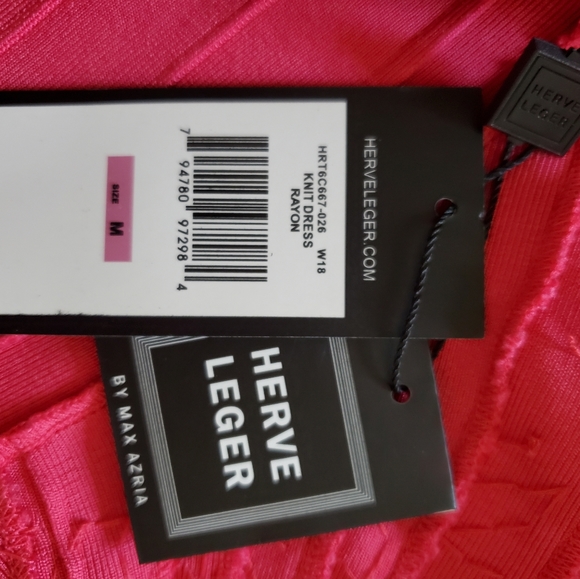 HERVELEGER.COM
HRT6C667-026 W18
KNIT DRESS
RAYON
7 94780 97298 4
SIZE M
HERVE
LEGER
BY MAX AZRIA
HERVE
LEGER